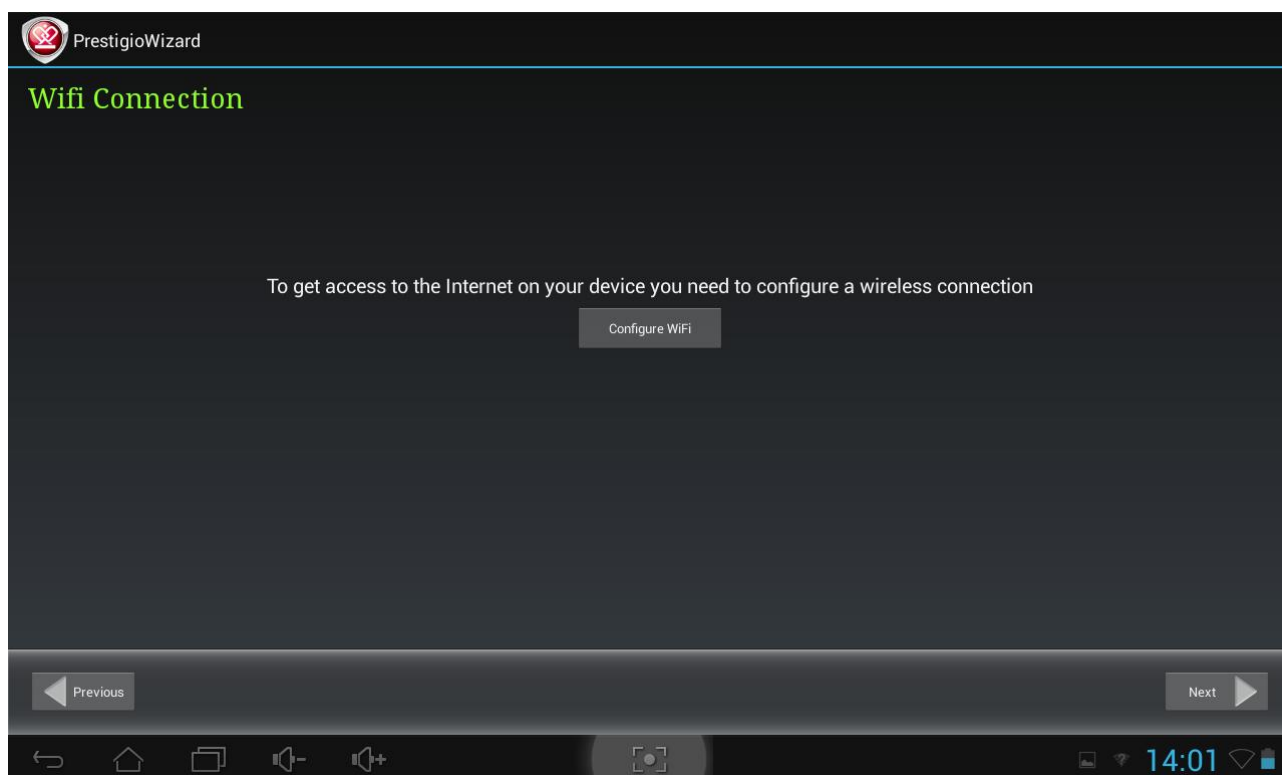 PrestigioWizard
Wifi Connection
To get access to the Internet on your device you need to configure a wireless connection
Configure WiFi
Previous
Next
14:01